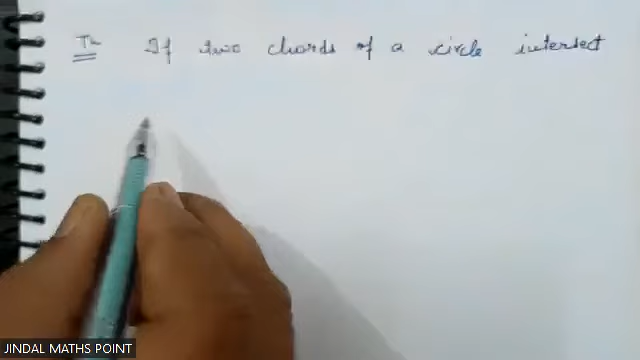 Th If two chords of a circle intersect
JINDAL MATHS POINT